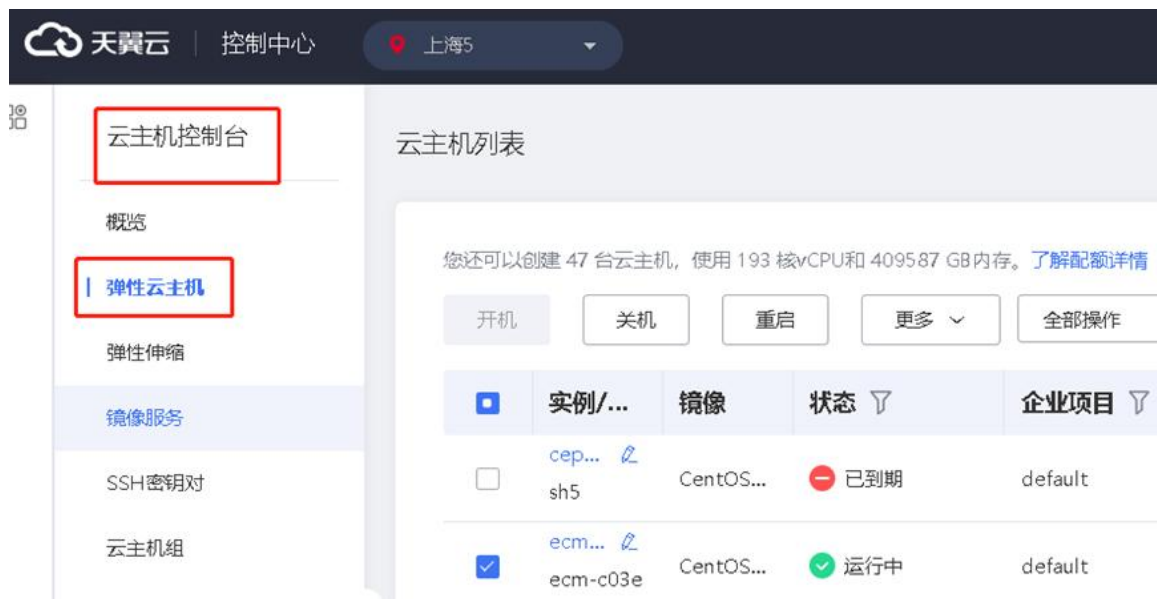 天翼云 控制中心 上海5
云主机控制台
概览
弹性云主机
弹性伸缩
镜像服务
SSH密钥对
云主机组
云主机列表
您还可以创建 47 台云主机，使用 193 核vCPU和 409587 GB内存。了解配额详情
开机 关机 重启 更多 全部操作
实例/... 镜像 状态 企业项目
cep...
sh5 CentOS... 已到期 default
ecm...
ecm-c03e CentOS... 运行中 default